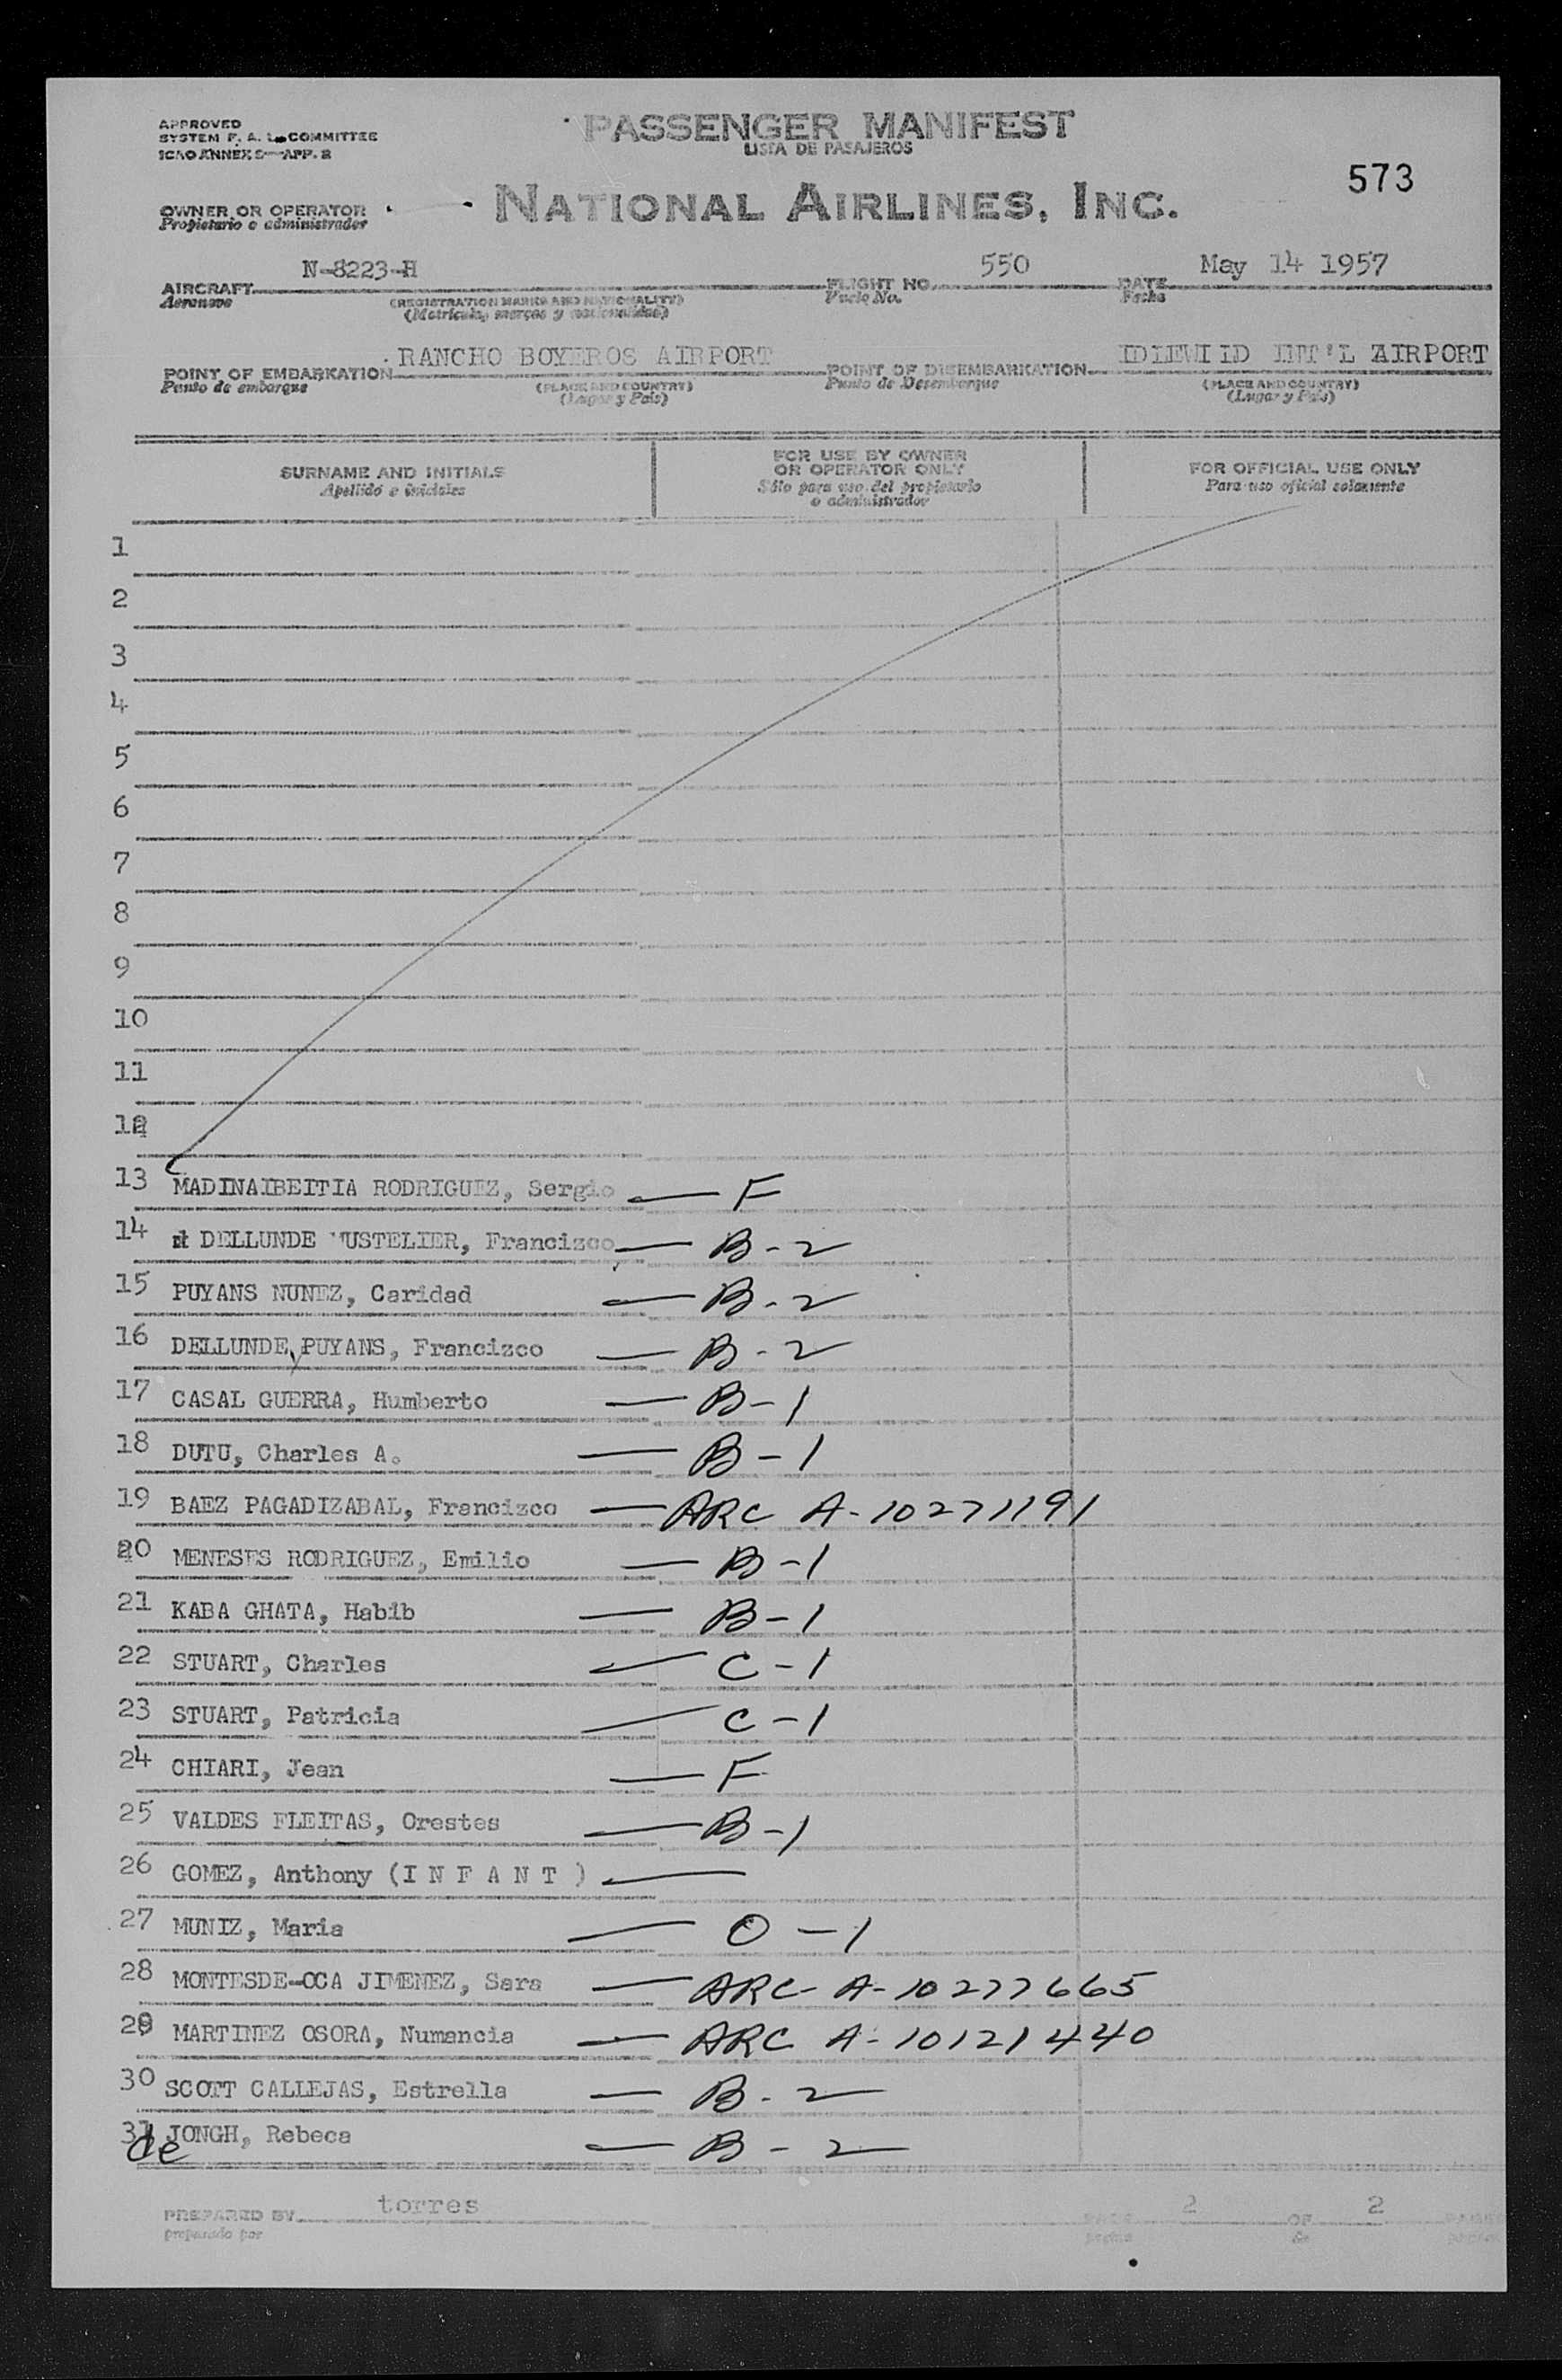 APPROVED
SYSTEM F. A. L. COMMITTEE
ICAO ANNEX 9—APP. 2
PASSENGER MANIFEST
LISTA DE PASAJEROS
573
NATIONAL AIRLINES, INC.
OWNER OR OPERATOR
Propietario o administrador
AIRCRAFT N-8223-H FLIGHT NO. 550 DATE May 14 1957
Aeronave (REGISTRATION MARKS AND NATIONALITY) Vuelo No. Fecha
(Matricula, marcas y nacionalidad)
POINT OF EMBARKATION RANCHO BOYEROS AIRPORT POINT OF DISEMBARKATION IDLEWILD INT'L AIRPORT
Punto de embarque (PLACE AND COUNTRY) Punto de Desembarque (PLACE AND COUNTRY)
(Lugar y Pais) (Lugar y Pais)
SURNAME AND INITIALS
Apellido e iniciales
FOR USE BY OWNER
OR OPERATOR ONLY
Sólo para uso del propietario
o administrador
FOR OFFICIAL USE ONLY
Para uso oficial solamente
1
2
3
4
5
6
7
8
9
10
11
12
13 MADINAIBEITIA RODRIGUEZ, Sergio — F
14 DELLUNDE MUSTELIER, Francizco — B-2
15 PUYANS NUNEZ, Caridad — B-2
16 DELLUNDE PUYANS, Francizco — B-2
17 CASAL GUERRA, Humberto — B-1
18 DUTU, Charles A. — B-1
19 BAEZ PAGADIZABAL, Francizco — ARC A-10271191
20 MENESES RODRIGUEZ, Emilio — B-1
21 KABA GHATA, Habib — B-1
22 STUART, Charles — C-1
23 STUART, Patricia — C-1
24 CHIARI, Jean — F
25 VALDES FLEITAS, Orestes — B-1
26 GOMEZ, Anthony (I N F A N T ) —
27 MUNIZ, Maria — O-1
28 MONTESDE-OCA JIMENEZ, Sara — ARC- A-10277665
29 MARTINEZ OSORA, Numancia — ARC A-10121440
30 SCOTT CALLEJAS, Estrella — B-2
31 de JONGH, Rebeca — B-2
PREPARED BY torres PAGE 2 OF 2 PAGES
preparado por página de